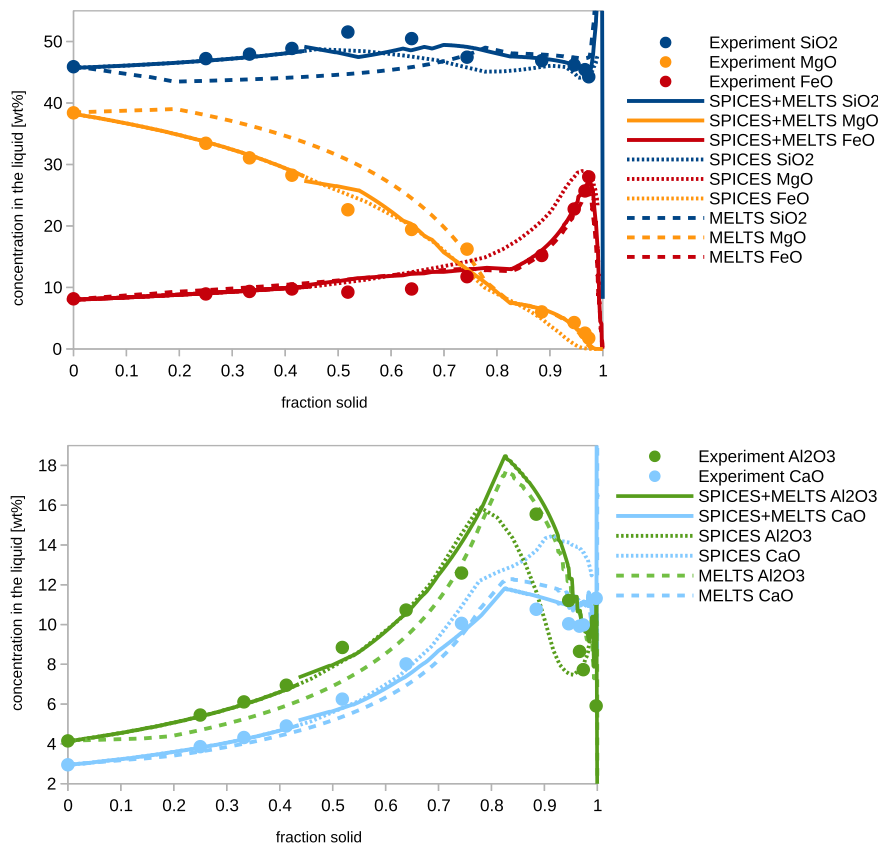 concentration in the liquid [wt%]
50
40
30
20
10
0
0
0.1
0.2
0.3
0.4
0.5
0.6
0.7
0.8
0.9
1
fraction solid
Experiment SiO2
Experiment MgO
Experiment FeO
SPICES+MELTS SiO2
SPICES+MELTS MgO
SPICES+MELTS FeO
SPICES SiO2
SPICES MgO
SPICES FeO
MELTS SiO2
MELTS MgO
MELTS FeO
concentration in the liquid [wt%]
18
16
14
12
10
8
6
4
2
0
0.1
0.2
0.3
0.4
0.5
0.6
0.7
0.8
0.9
1
fraction solid
Experiment Al2O3
Experiment CaO
SPICES+MELTS Al2O3
SPICES+MELTS CaO
SPICES Al2O3
SPICES CaO
MELTS Al2O3
MELTS CaO